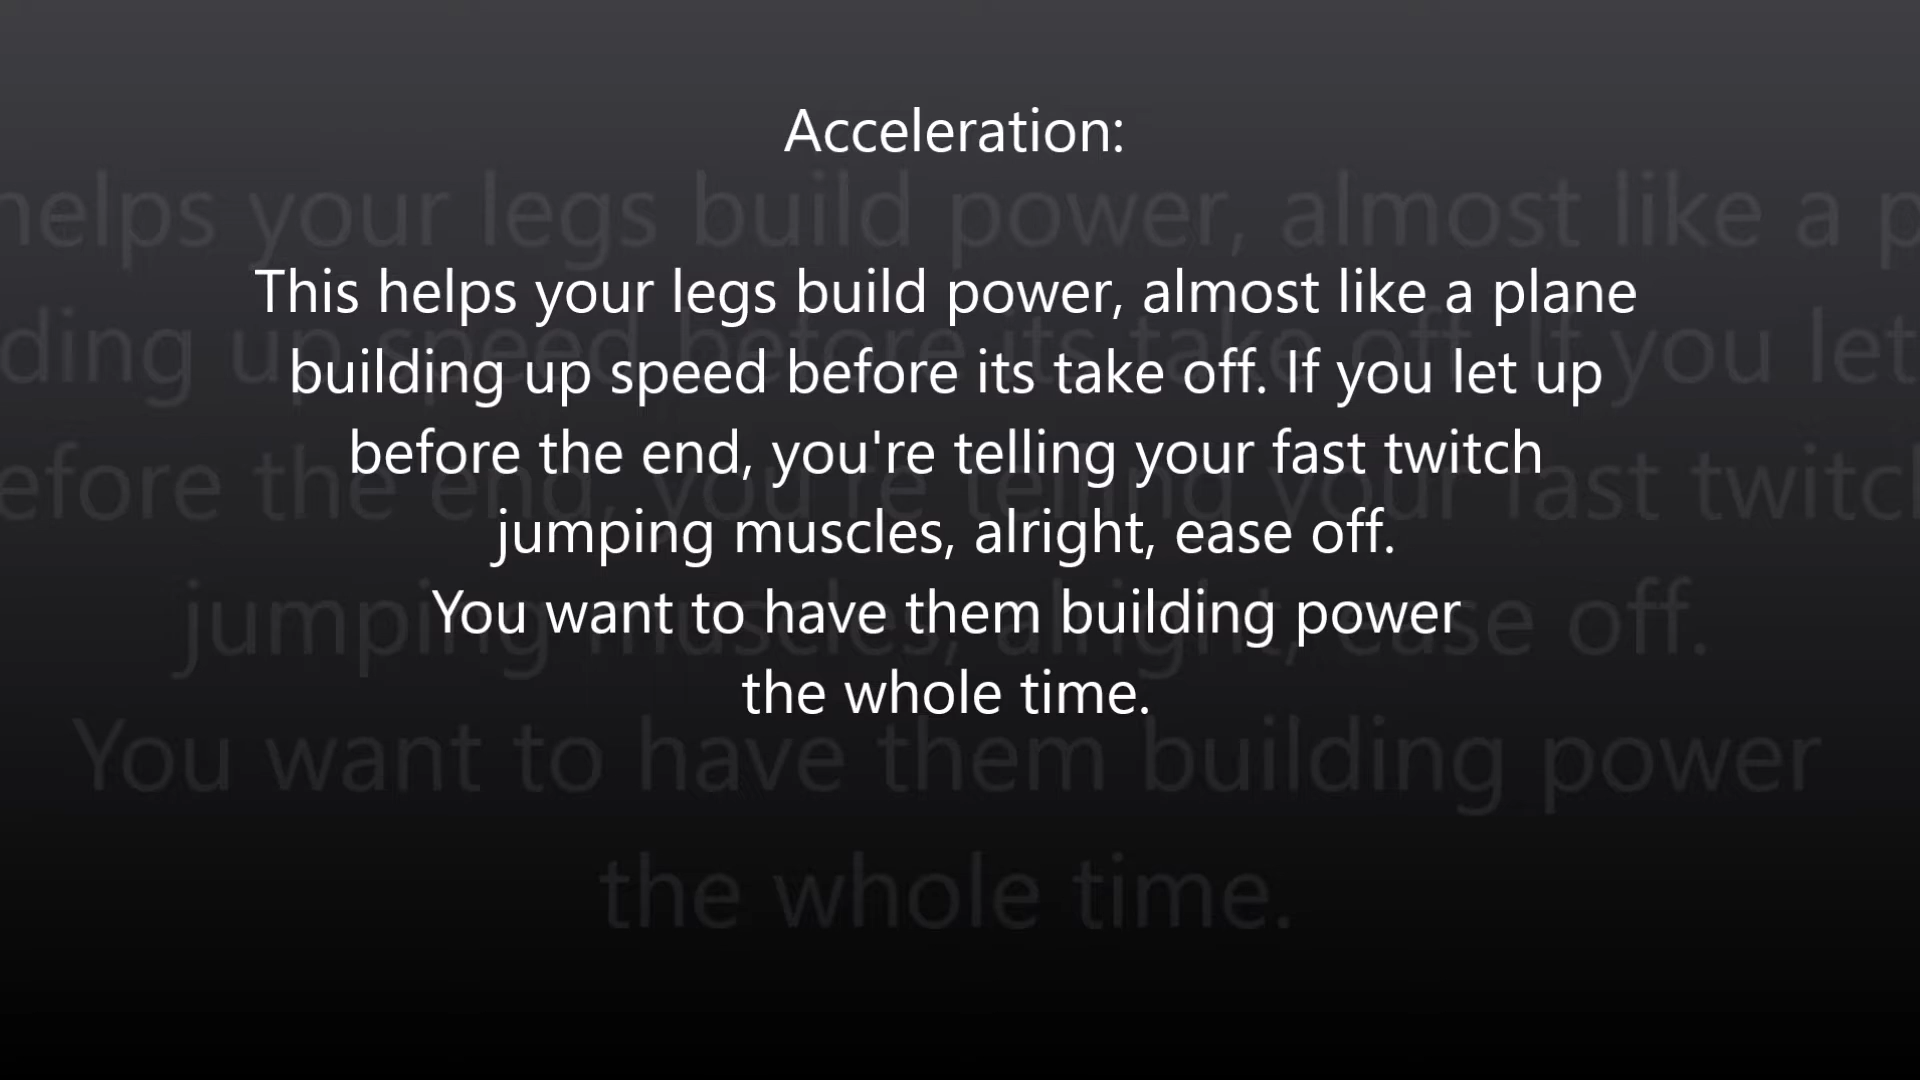 Acceleration:
This helps your legs build power, almost like a plane
building up speed before its take off. If you let up
before the end, you're telling your fast twitch
jumping muscles, alright, ease off.
You want to have them building power
the whole time.